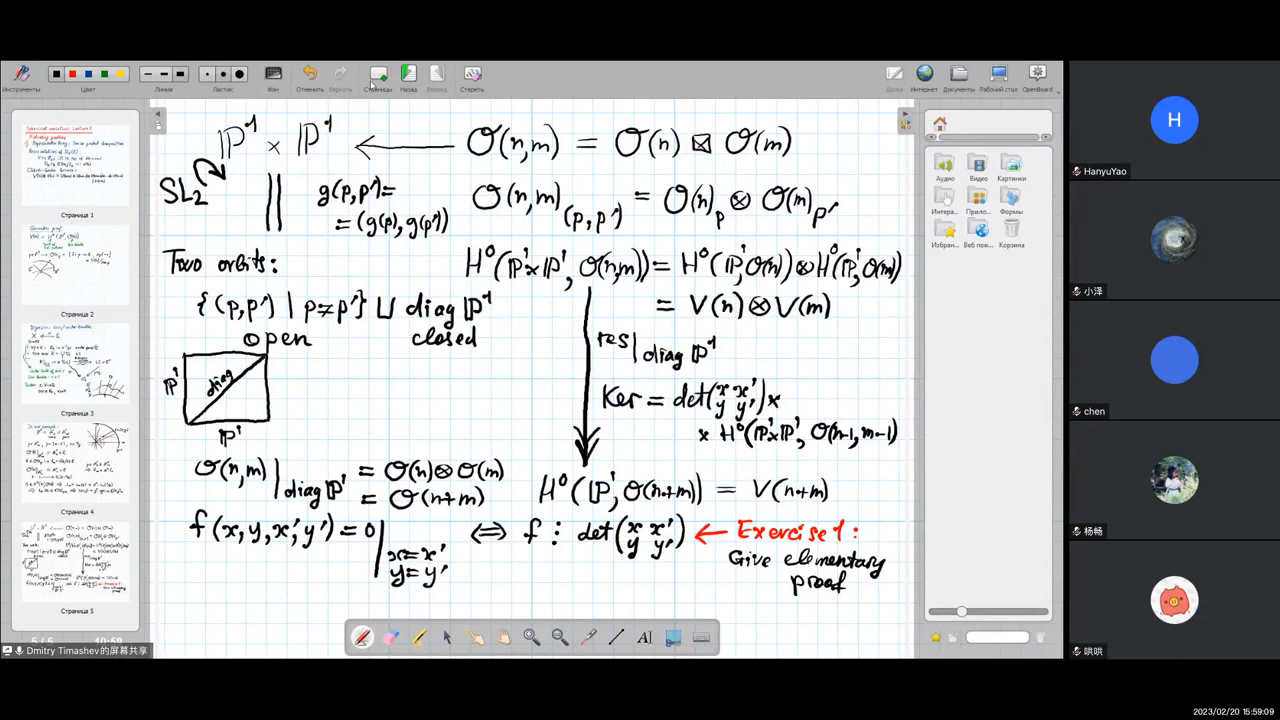 Инструменты
Цвет
Линия
Ластик
Фон
Отменить
Вернуть
Страницы
Назад
Вперед
Стереть
Доска
Интернет
Документы
Рабочий стол
OpenBoard
Страница 1
Страница 2
Страница 3
Страница 4
Страница 5
5/5
10:59
Dmitry Timashev的屏幕共享
ℙ¹ × ℙ¹ ← O(n,m) = O(n) ⊠ O(m)
SL₂
g(p,p') =
= (g(p), g(p'))
O(n,m)_(p,p') = O(n)_p ⊗ O(m)_p'
Two orbits:
H⁰(ℙ¹×ℙ¹, O(n,m)) = H⁰(ℙ¹, O(n)) ⊗ H⁰(ℙ¹, O(m))
{(p,p') | p≠p'} ⊔ diag ℙ¹
= V(n) ⊗ V(m)
open
closed
res|diag ℙ¹
ℙ¹
diag
ℙ¹
Ker = det(x x' y y') ×
× H⁰(ℙ¹×ℙ¹, O(n-1, m-1))
O(n,m)|diag ℙ¹ = O(n) ⊗ O(m)
= O(n+m)
H⁰(ℙ¹, O(n+m)) = V(n+m)
f(x, y, x', y') = 0 | x=x' y=y'
⟺ f ⋮ det(x x' y y') ← Exercise 1:
Give elementary
proof
Аудио
Видео
Картинки
Интера...
Прило...
Формы
Избран...
Веб пои...
Корзина
H
HanyuYao
小泽
chen
杨畅
哄哄
2023/02/20 15:59:09